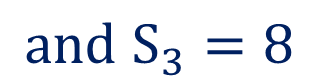 and S₃ = 8